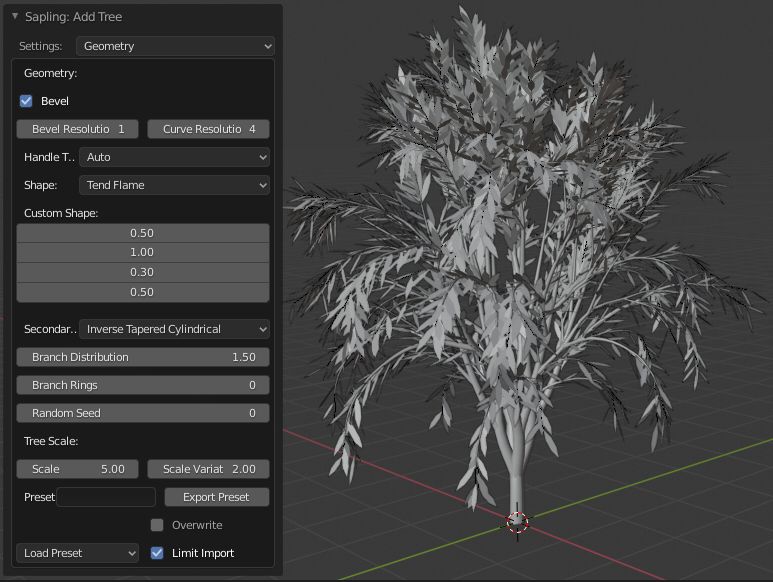 Sapling: Add Tree
Settings: Geometry
Geometry:
Bevel
Bevel Resolutio 1 Curve Resolutio 4
Handle T.. Auto
Shape: Tend Flame
Custom Shape:
0.50
1.00
0.30
0.50
Secondar.. Inverse Tapered Cylindrical
Branch Distribution 1.50
Branch Rings 0
Random Seed 0
Tree Scale:
Scale 5.00 Scale Variat 2.00
Preset Export Preset
Overwrite
Load Preset Limit Import